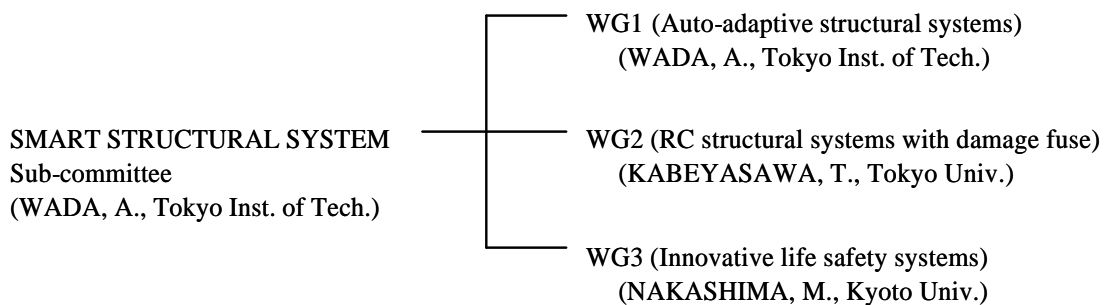 SMART STRUCTURAL SYSTEM
Sub-committee
(WADA, A., Tokyo Inst. of Tech.)
WG1 (Auto-adaptive structural systems)
(WADA, A., Tokyo Inst. of Tech.)
WG2 (RC structural systems with damage fuse)
(KABEYASAWA, T., Tokyo Univ.)
WG3 (Innovative life safety systems)
(NAKASHIMA, M., Kyoto Univ.)